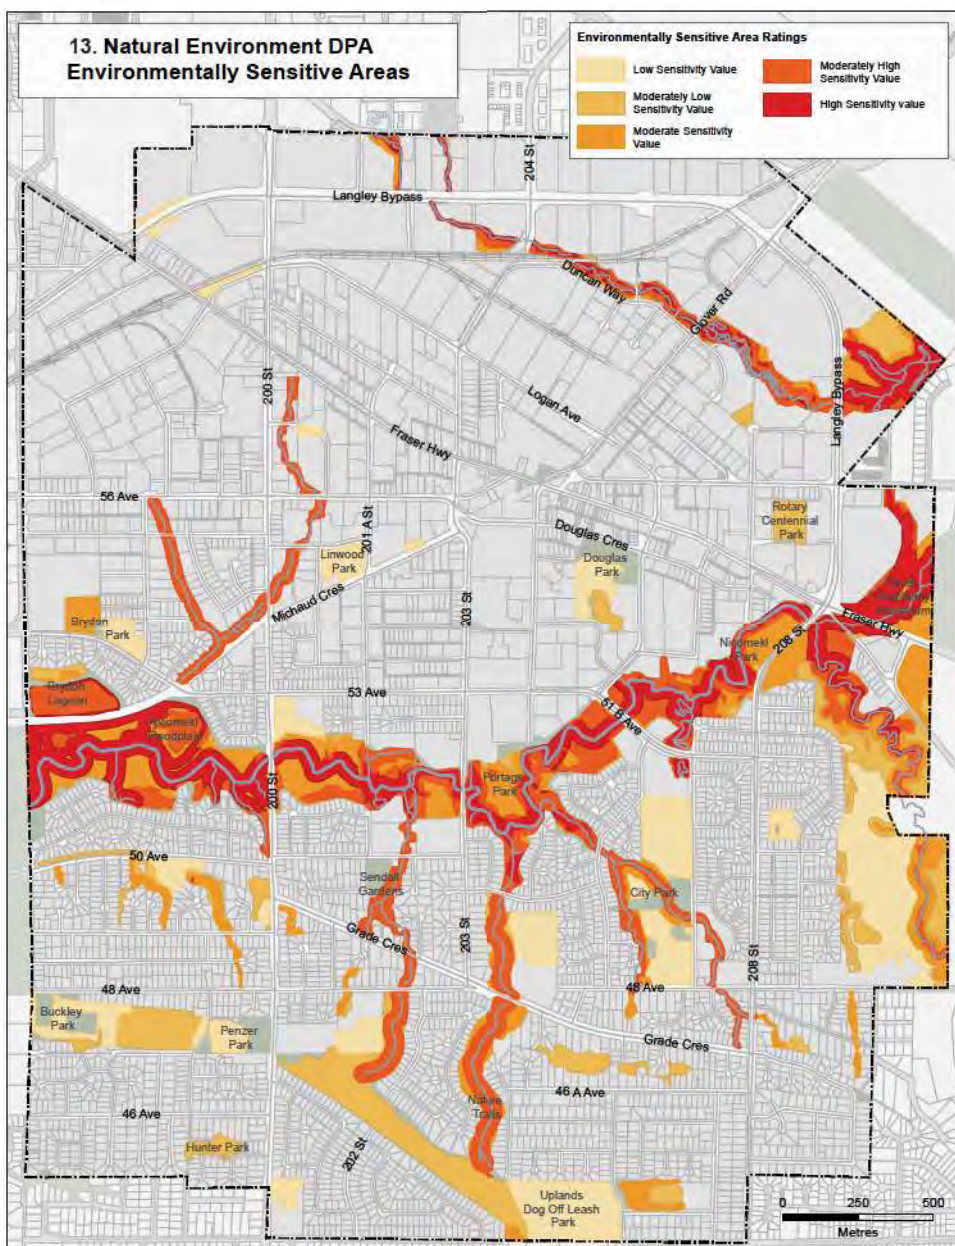 13. Natural Environment DPA
Environmentally Sensitive Areas
Environmentally Sensitive Area Ratings
Low Sensitivity Value
Moderately Low
Sensitivity Value
Moderate Sensitivity
Value
Moderately High
Sensitivity Value
High Sensitivity value
204 St
Langley Bypass
Duncan Way
Glover Rd
Langley Bypass
200 St
Logan Ave
Fraser Hwy
56 Ave
201 A St
Rotary
Centennial
Park
Douglas Cres
Douglas
Park
Linwood
Park
Michaud Cres
203 St
Brydon
Park
Fraser Hwy
Nicomekl
Park
208 St
Brydon
Lagoon
53 Ave
51 B Ave
Nicomekl
Floodplain
200 St
Portage
Park
50 Ave
Sendall
Gardens
City Park
203 St
Grade Cres
208 St
48 Ave
48 Ave
Buckley
Park
Penzer
Park
Grade Cres
46 A Ave
Nature
Trails
46 Ave
202 St
Hunter Park
Uplands
Dog Off Leash
Park
0 250 500
Metres